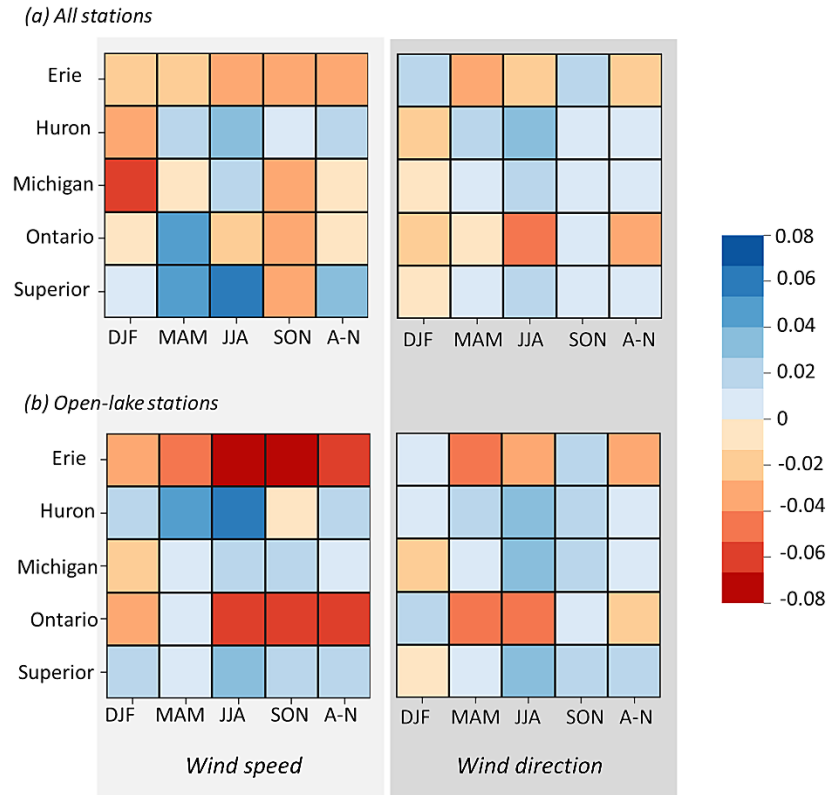 (a) All stations
Erie
Huron
Michigan
Ontario
Superior
DJF MAM JJA SON A-N
DJF MAM JJA SON A-N
0.08
0.06
0.04
0.02
0
-0.02
-0.04
-0.06
-0.08
(b) Open-lake stations
Erie
Huron
Michigan
Ontario
Superior
DJF MAM JJA SON A-N
DJF MAM JJA SON A-N
Wind speed
Wind direction